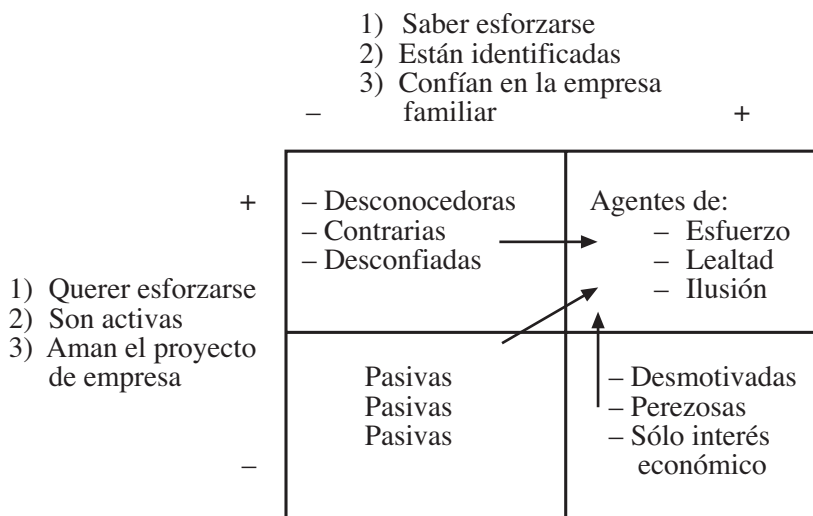 1) Saber esforzarse
2) Están identificadas
3) Confían en la empresa
familiar
– +
+
– Desconocedoras
– Contrarias
– Desconfiadas
Agentes de:
– Esfuerzo
– Lealtad
– Ilusión
1) Querer esforzarse
2) Son activas
3) Aman el proyecto
de empresa
Pasivas
Pasivas
Pasivas
– Desmotivadas
– Perezosas
– Sólo interés
económico
–